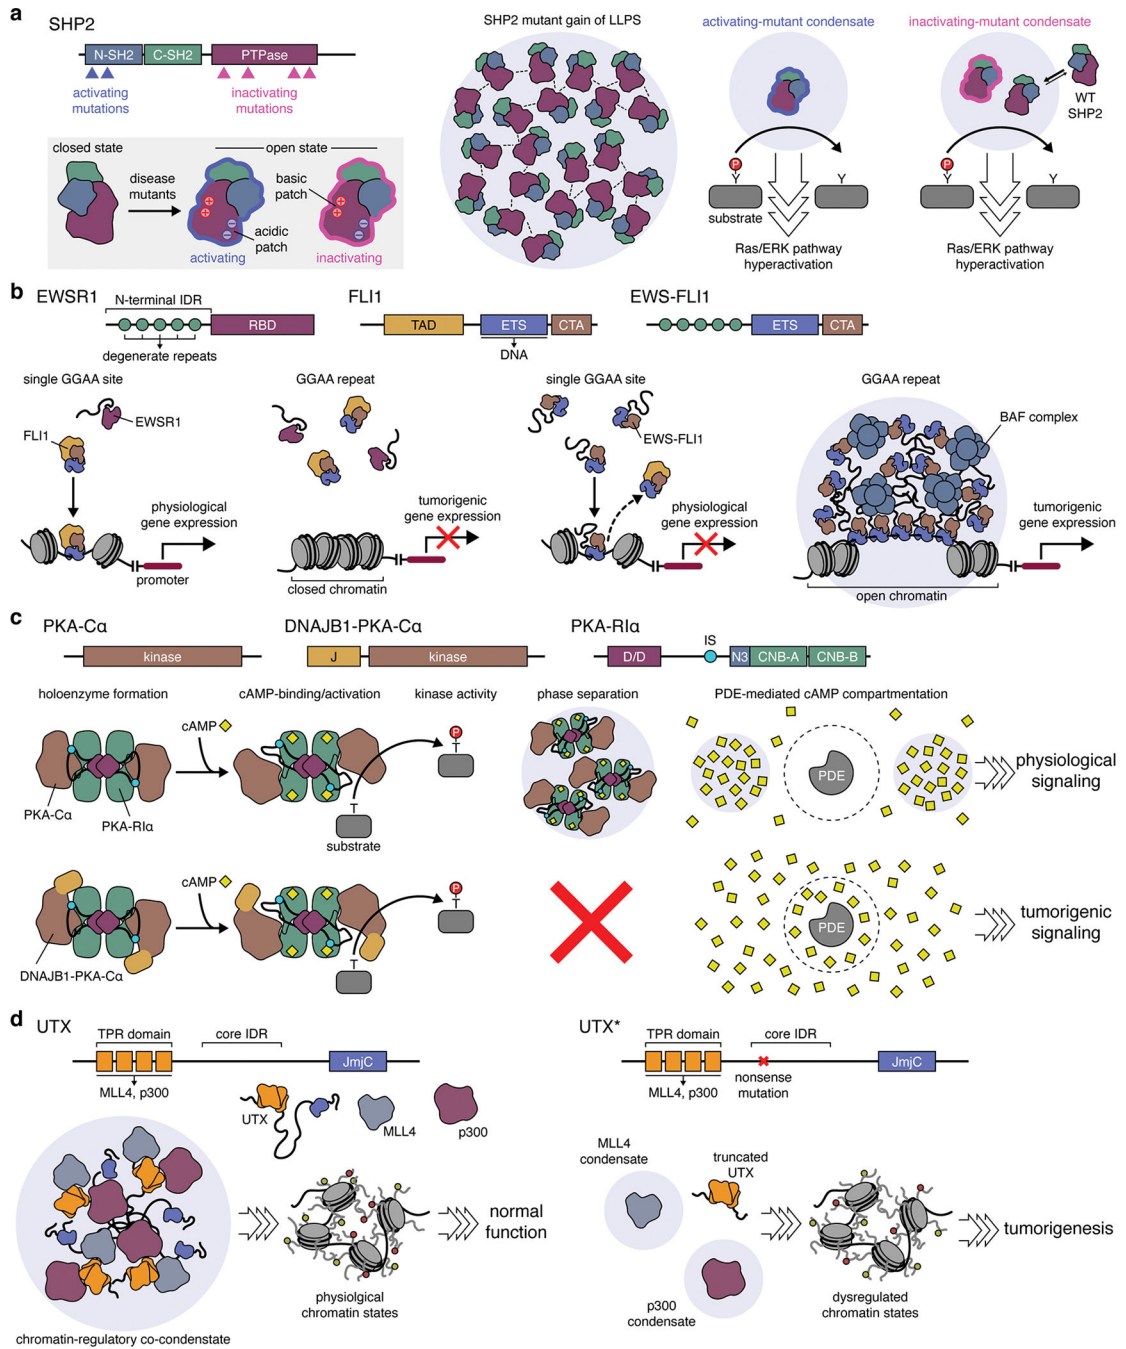 a
SHP2
N-SH2 C-SH2 PTPase
activating
mutations
inactivating
mutations
closed state
open state
disease
mutants
basic
patch
acidic
patch
activating
inactivating
SHP2 mutant gain of LLPS
activating-mutant condensate
P
Y
Y
substrate
Ras/ERK pathway
hyperactivation
inactivating-mutant condensate
WT
SHP2
P
Y
Y
Ras/ERK pathway
hyperactivation
b
EWSR1
N-terminal IDR
RBD
degenerate repeats
FLI1
TAD ETS CTA
DNA
EWS-FLI1
ETS CTA
single GGAA site
EWSR1
FLI1
physiological
gene expression
promoter
GGAA repeat
tumorigenic
gene expression
closed chromatin
single GGAA site
EWS-FLI1
physiological
gene expression
GGAA repeat
BAF complex
tumorigenic
gene expression
open chromatin
c
PKA-Cα
kinase
DNAJB1-PKA-Cα
J kinase
PKA-RIα
IS
D/D N3 CNB-A CNB-B
holoenzyme formation
cAMP-binding/activation
kinase activity
phase separation
PDE-mediated cAMP compartmentation
cAMP
P
PKA-Cα
PKA-RIα
substrate
PDE
physiological
signaling
cAMP
P
DNAJB1-PKA-Cα
PDE
tumorigenic
signaling
d
UTX
TPR domain
core IDR
JmjC
MLL4, p300
UTX
MLL4
p300
normal
function
physiolgical
chromatin states
chromatin-regulatory co-condenstate
UTX*
TPR domain
core IDR
JmjC
MLL4, p300
nonsense
mutation
MLL4
condensate
truncated
UTX
tumorigenesis
p300
condensate
dysregulated
chromatin states